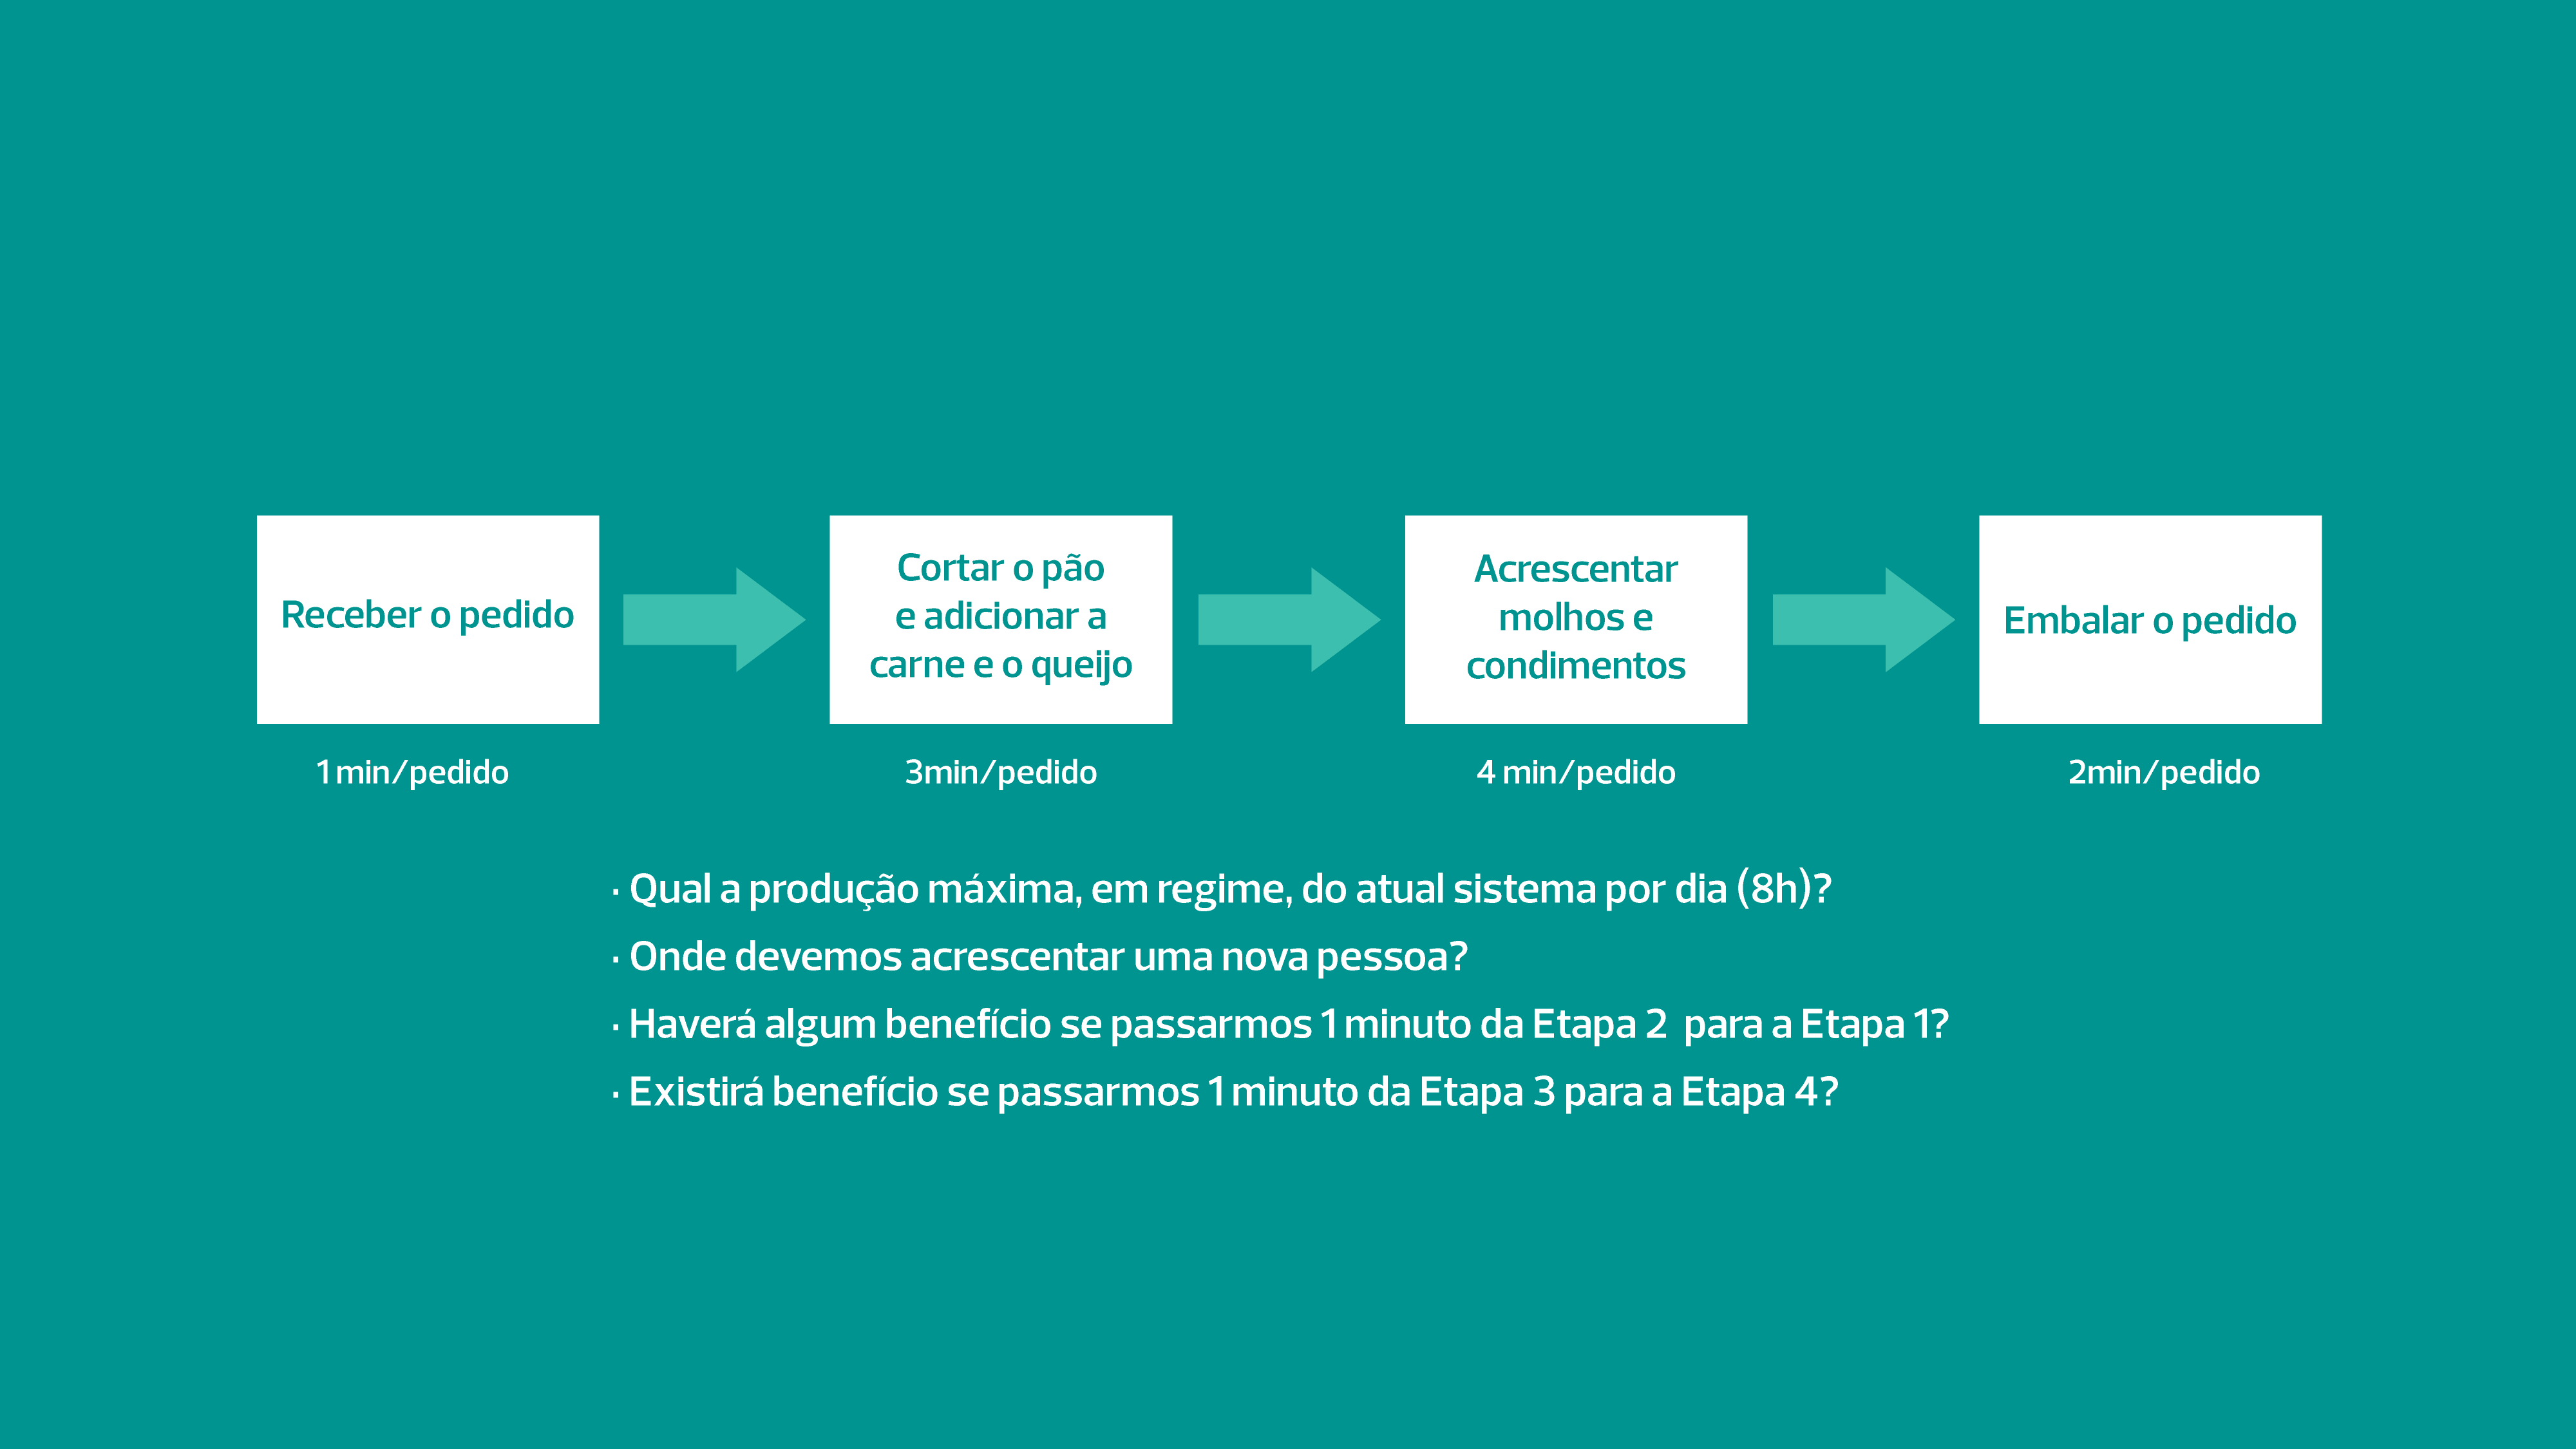 Receber o pedido
Cortar o pão
e adicionar a
carne e o queijo
Acrescentar
molhos e
condimentos
Embalar o pedido
1 min/pedido
3min/pedido
4 min/pedido
2min/pedido
· Qual a produção máxima, em regime, do atual sistema por dia (8h)?
· Onde devemos acrescentar uma nova pessoa?
· Haverá algum benefício se passarmos 1 minuto da Etapa 2 para a Etapa 1?
· Existirá benefício se passarmos 1 minuto da Etapa 3 para a Etapa 4?